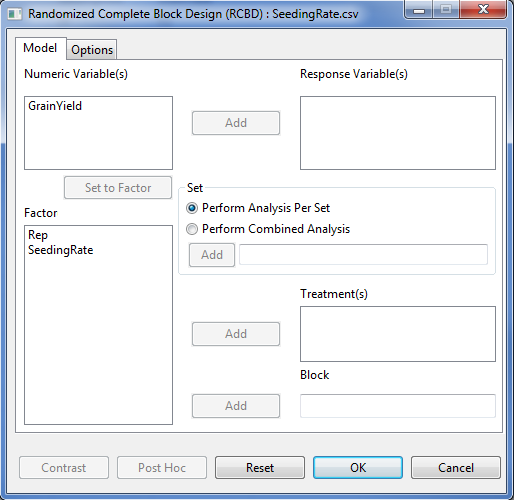 Randomized Complete Block Design (RCBD) : SeedingRate.csv
Model
Options
Numeric Variable(s)
Response Variable(s)
GrainYield
Add
Set to Factor
Set
Perform Analysis Per Set
Perform Combined Analysis
Add
Factor
Rep
SeedingRate
Treatment(s)
Add
Block
Add
Contrast
Post Hoc
Reset
OK
Cancel